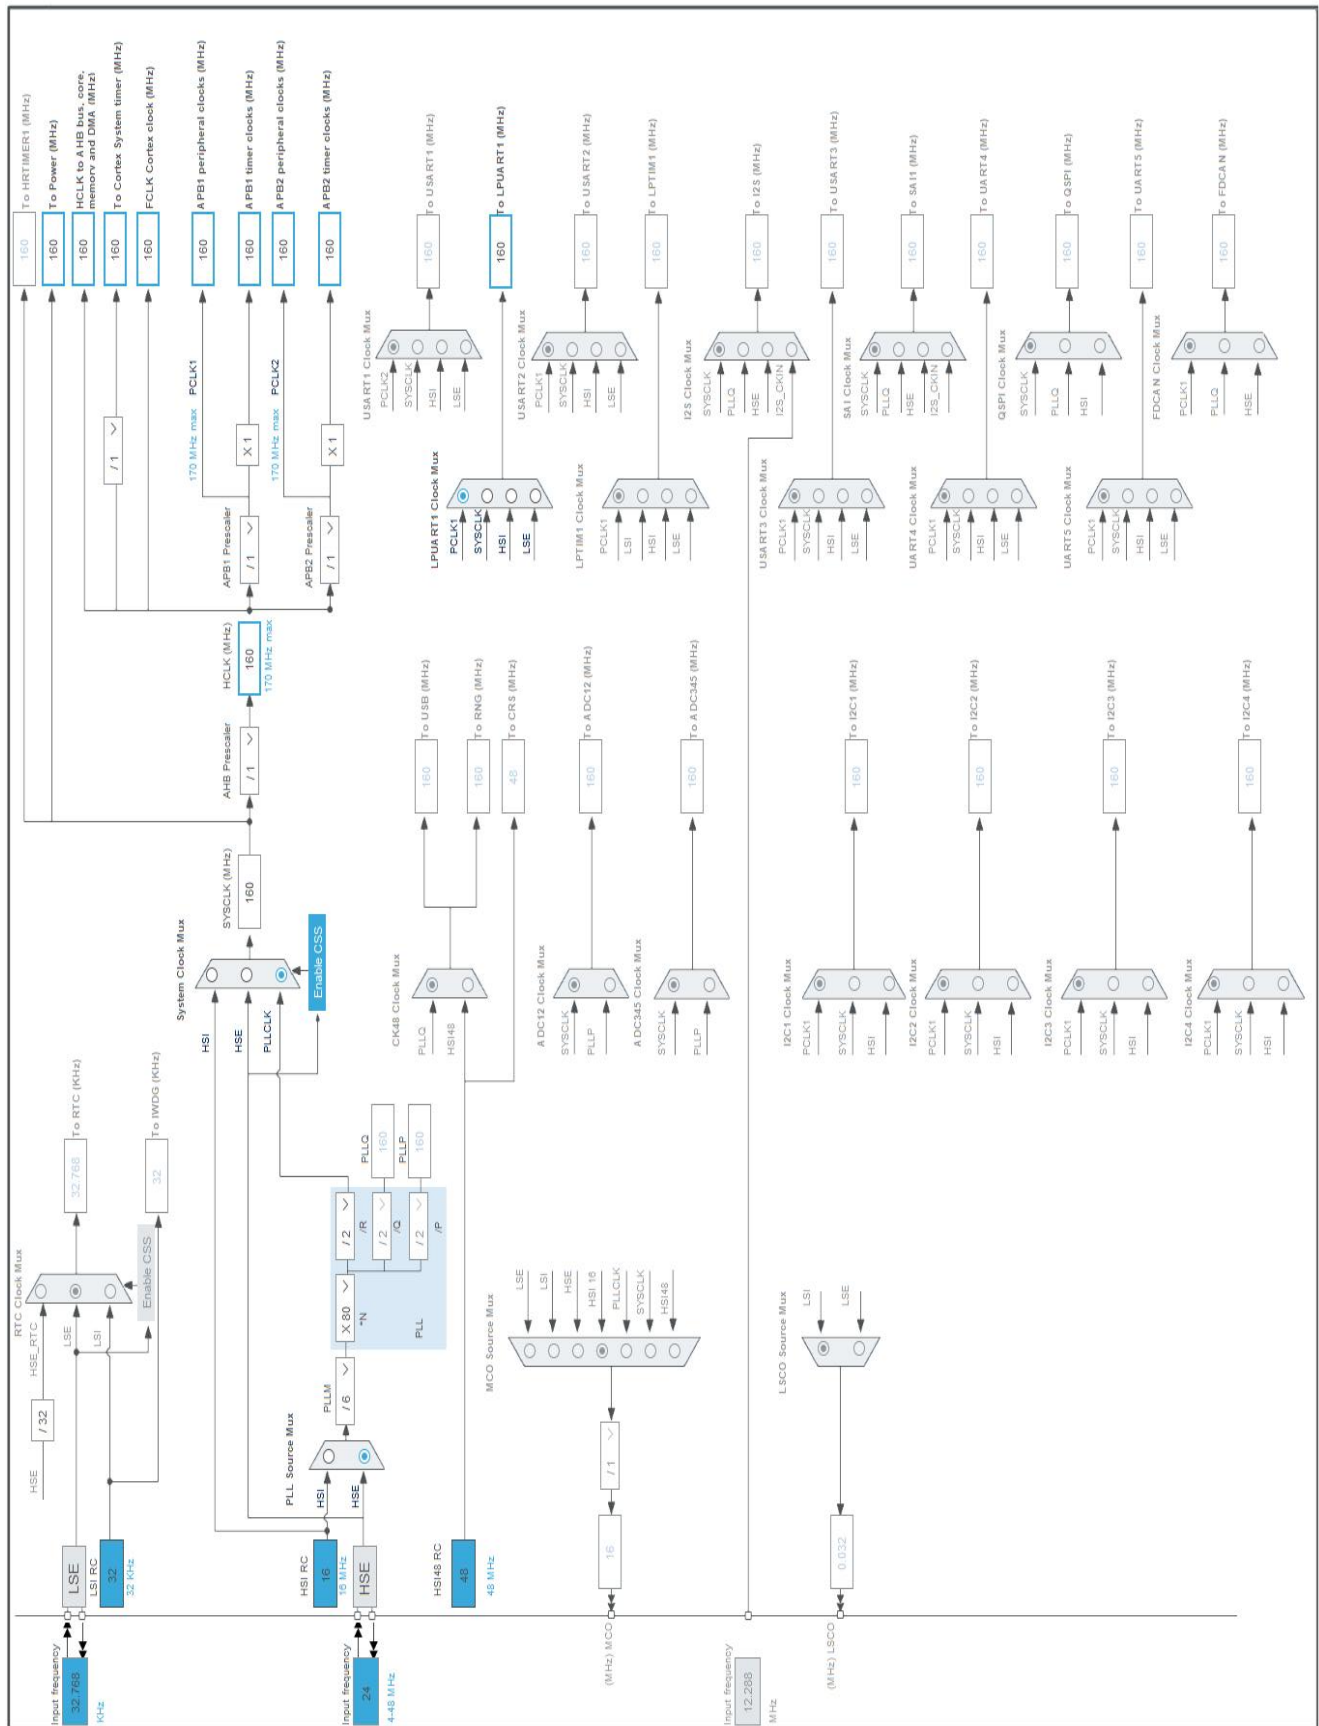 Input frequency
32.768
KHz
LSE
LSI RC
32
32 KHz
HSE
/ 32
HSE_RTC
LSE
LSI
RTC Clock Mux
Enable CSS
32.768
To RTC (KHz)
32
To IWDG (KHz)
Input frequency
24
4-48 MHz
HSI RC
16
16 MHz
HSE
HSI48 RC
48
48 MHz
PLL Source Mux
HSI
HSE
PLLM
/ 6
X 80
*N
PLL
/ 2
/R
/ 2
/Q
/ 2
/P
PLLQ
160
PLLP
160
System Clock Mux
HSI
HSE
PLLCLK
Enable CSS
SYSCLK (MHz)
160
AHB Prescaler
/ 1
HCLK (MHz)
160
170 MHz max
APB1 Prescaler
/ 1
APB2 Prescaler
/ 1
/ 1
170 MHz max
PCLK1
X 1
170 MHz max
PCLK2
X 1
160
To HRTIMER1 (MHz)
160
To Power (MHz)
160
HCLK to AHB bus, core,
memory and DMA (MHz)
160
To Cortex System timer (MHz)
160
FCLK Cortex clock (MHz)
160
APB1 peripheral clocks (MHz)
160
APB1 timer clocks (MHz)
160
APB2 peripheral clocks (MHz)
160
APB2 timer clocks (MHz)
CK48 Clock Mux
PLLQ
HSI48
160
To USB (MHz)
160
To RNG (MHz)
48
To CRS (MHz)
ADC12 Clock Mux
SYSCLK
PLLP
160
To ADC12 (MHz)
ADC345 Clock Mux
SYSCLK
PLLP
160
To ADC345 (MHz)
USART1 Clock Mux
PCLK2
SYSCLK
HSI
LSE
160
To USART1 (MHz)
LPUART1 Clock Mux
PCLK1
SYSCLK
HSI
LSE
160
To LPUART1 (MHz)
USART2 Clock Mux
PCLK1
SYSCLK
HSI
LSE
160
To USART2 (MHz)
LPTIM1 Clock Mux
PCLK1
LSI
HSI
LSE
160
To LPTIM1 (MHz)
I2S Clock Mux
SYSCLK
PLLQ
HSE
I2S_CKIN
160
To I2S (MHz)
USART3 Clock Mux
PCLK1
SYSCLK
HSI
LSE
160
To USART3 (MHz)
SAI Clock Mux
SYSCLK
PLLQ
HSE
I2S_CKIN
160
To SAI1 (MHz)
UART4 Clock Mux
PCLK1
SYSCLK
HSI
LSE
160
To UART4 (MHz)
QSPI Clock Mux
SYSCLK
PLLQ
HSI
160
To QSPI (MHz)
UART5 Clock Mux
PCLK1
SYSCLK
HSI
LSE
160
To UART5 (MHz)
FDCAN Clock Mux
PCLK1
PLLQ
HSE
160
To FDCAN (MHz)
I2C1 Clock Mux
PCLK1
SYSCLK
HSI
160
To I2C1 (MHz)
I2C2 Clock Mux
PCLK1
SYSCLK
HSI
160
To I2C2 (MHz)
I2C3 Clock Mux
PCLK1
SYSCLK
HSI
160
To I2C3 (MHz)
I2C4 Clock Mux
PCLK1
SYSCLK
HSI
160
To I2C4 (MHz)
MCO Source Mux
LSE
LSI
HSE
HSI 16
PLLCLK
SYSCLK
HSI48
/ 1
16
(MHz) MCO
LSCO Source Mux
LSI
LSE
0.032
(MHz) LSCO
Input frequency
12.288
MHz